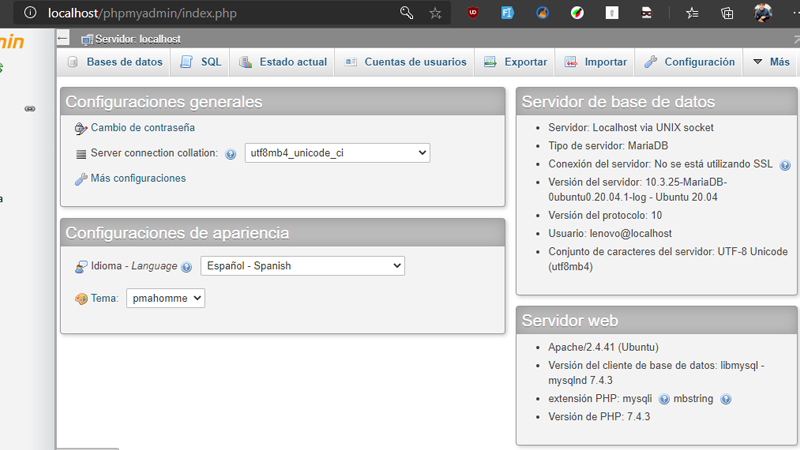 localhost/phpmyadmin/index.php
Servidor: localhost
Bases de datos SQL Estado actual Cuentas de usuarios Exportar Importar Configuración Más
Configuraciones generales
Cambio de contraseña
Server connection collation: utf8mb4_unicode_ci
Más configuraciones
Configuraciones de apariencia
Idioma - Language Español - Spanish
Tema: pmahomme
Servidor de base de datos
Servidor: Localhost via UNIX socket
Tipo de servidor: MariaDB
Conexión del servidor: No se está utilizando SSL
Versión del servidor: 10.3.25-MariaDB-
0ubuntu0.20.04.1-log - Ubuntu 20.04
Versión del protocolo: 10
Usuario: lenovo@localhost
Conjunto de caracteres del servidor: UTF-8 Unicode
(utf8mb4)
Servidor web
Apache/2.4.41 (Ubuntu)
Versión del cliente de base de datos: libmysql -
mysqlnd 7.4.3
extensión PHP: mysqli mbstring
Versión de PHP: 7.4.3